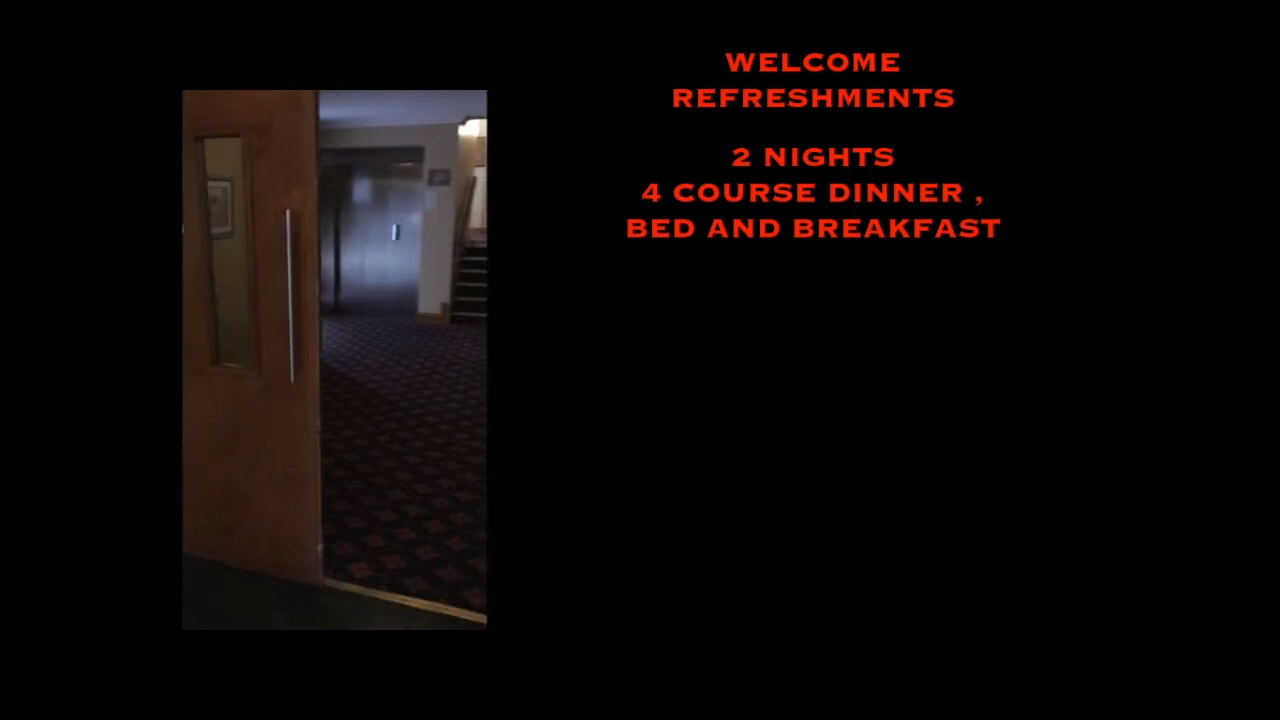 WELCOME
REFRESHMENTS
2 NIGHTS
4 COURSE DINNER ,
BED AND BREAKFAST